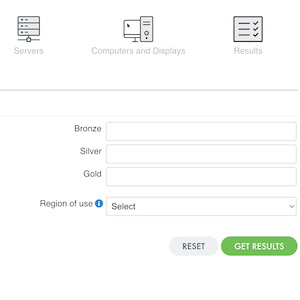 Servers
Computers and Displays
Results
Bronze
Silver
Gold
Region of use
Select
RESET
GET RESULTS